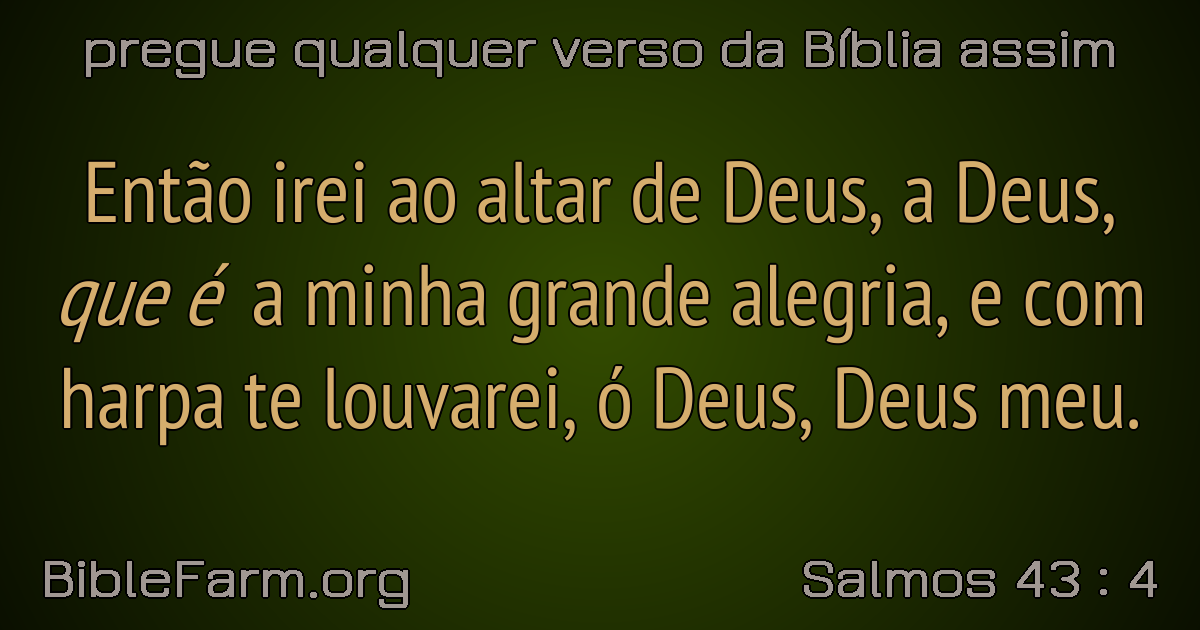 pregue qualquer verso da Bíblia assim
Então irei ao altar de Deus, a Deus,
que é a minha grande alegria, e com
harpa te louvarei, ó Deus, Deus meu.
BibleFarm.org
Salmos 43 : 4